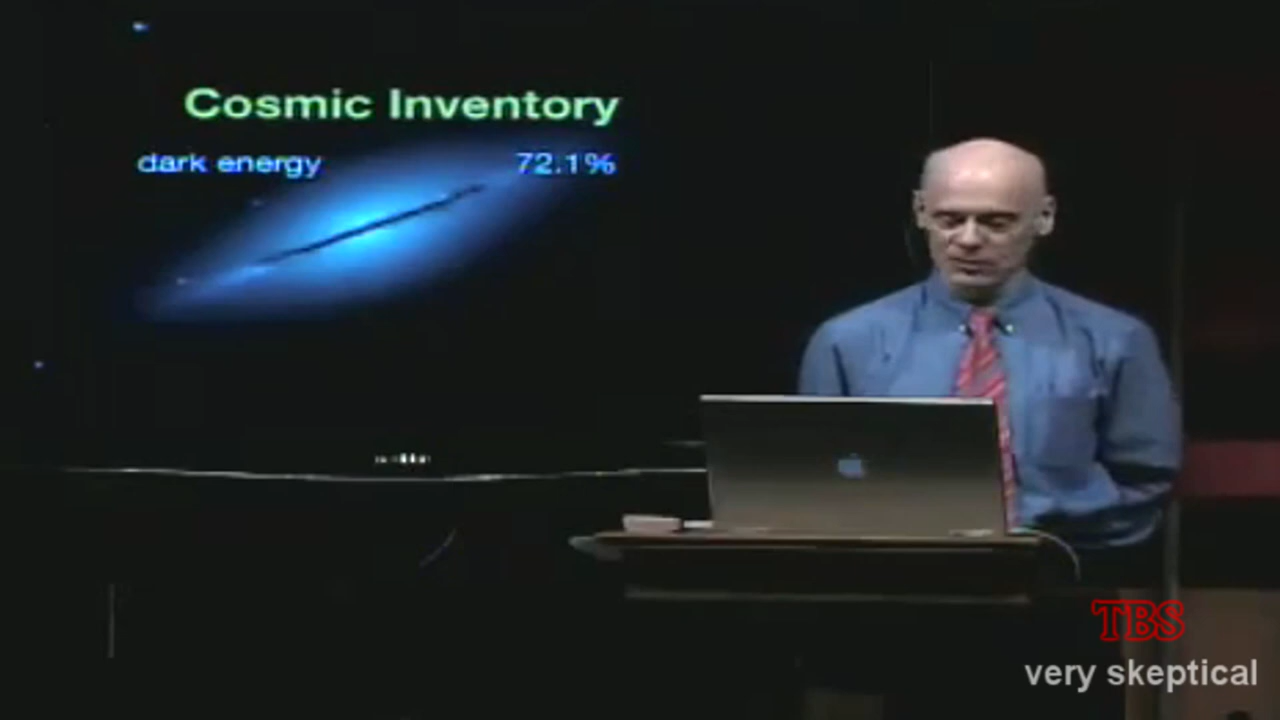 Cosmic Inventory
dark energy 72.1%
TBS
very skeptical